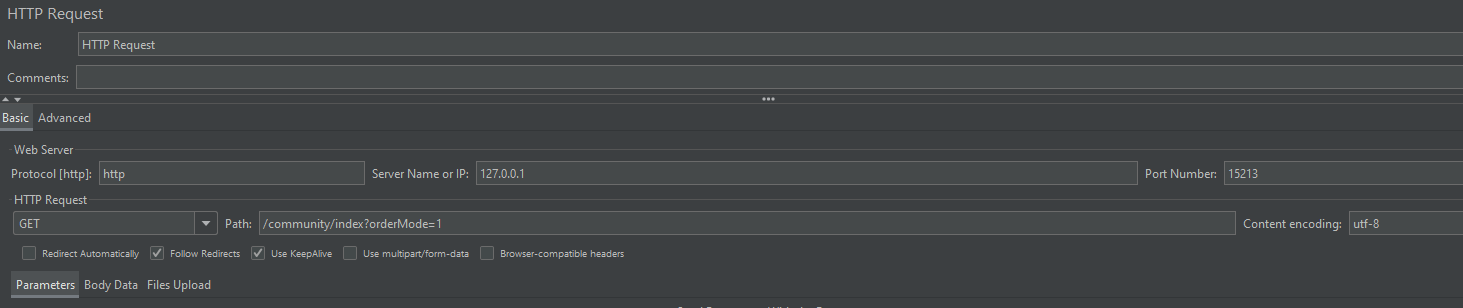 HTTP Request
Name: HTTP Request
Comments:
Basic Advanced
Web Server
Protocol [http]: http Server Name or IP: 127.0.0.1 Port Number: 15213
HTTP Request
GET Path: /community/index?orderMode=1 Content encoding: utf-8
Redirect Automatically Follow Redirects Use KeepAlive Use multipart/form-data Browser-compatible headers
Parameters Body Data Files Upload